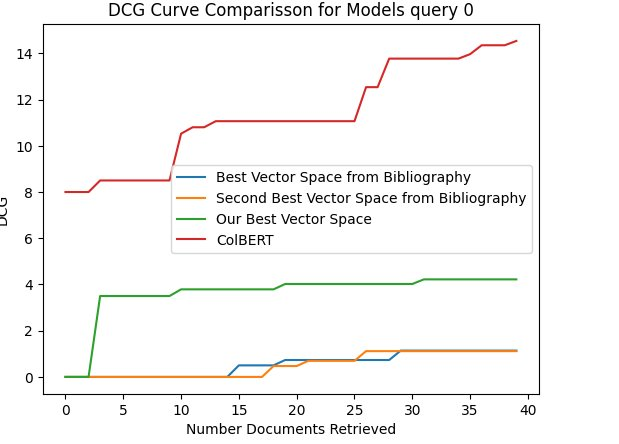 DCG Curve Comparisson for Models query 0
14
12
10
8
6
4
2
0
DCG
Best Vector Space from Bibliography
Second Best Vector Space from Bibliography
Our Best Vector Space
ColBERT
0 5 10 15 20 25 30 35 40
Number Documents Retrieved